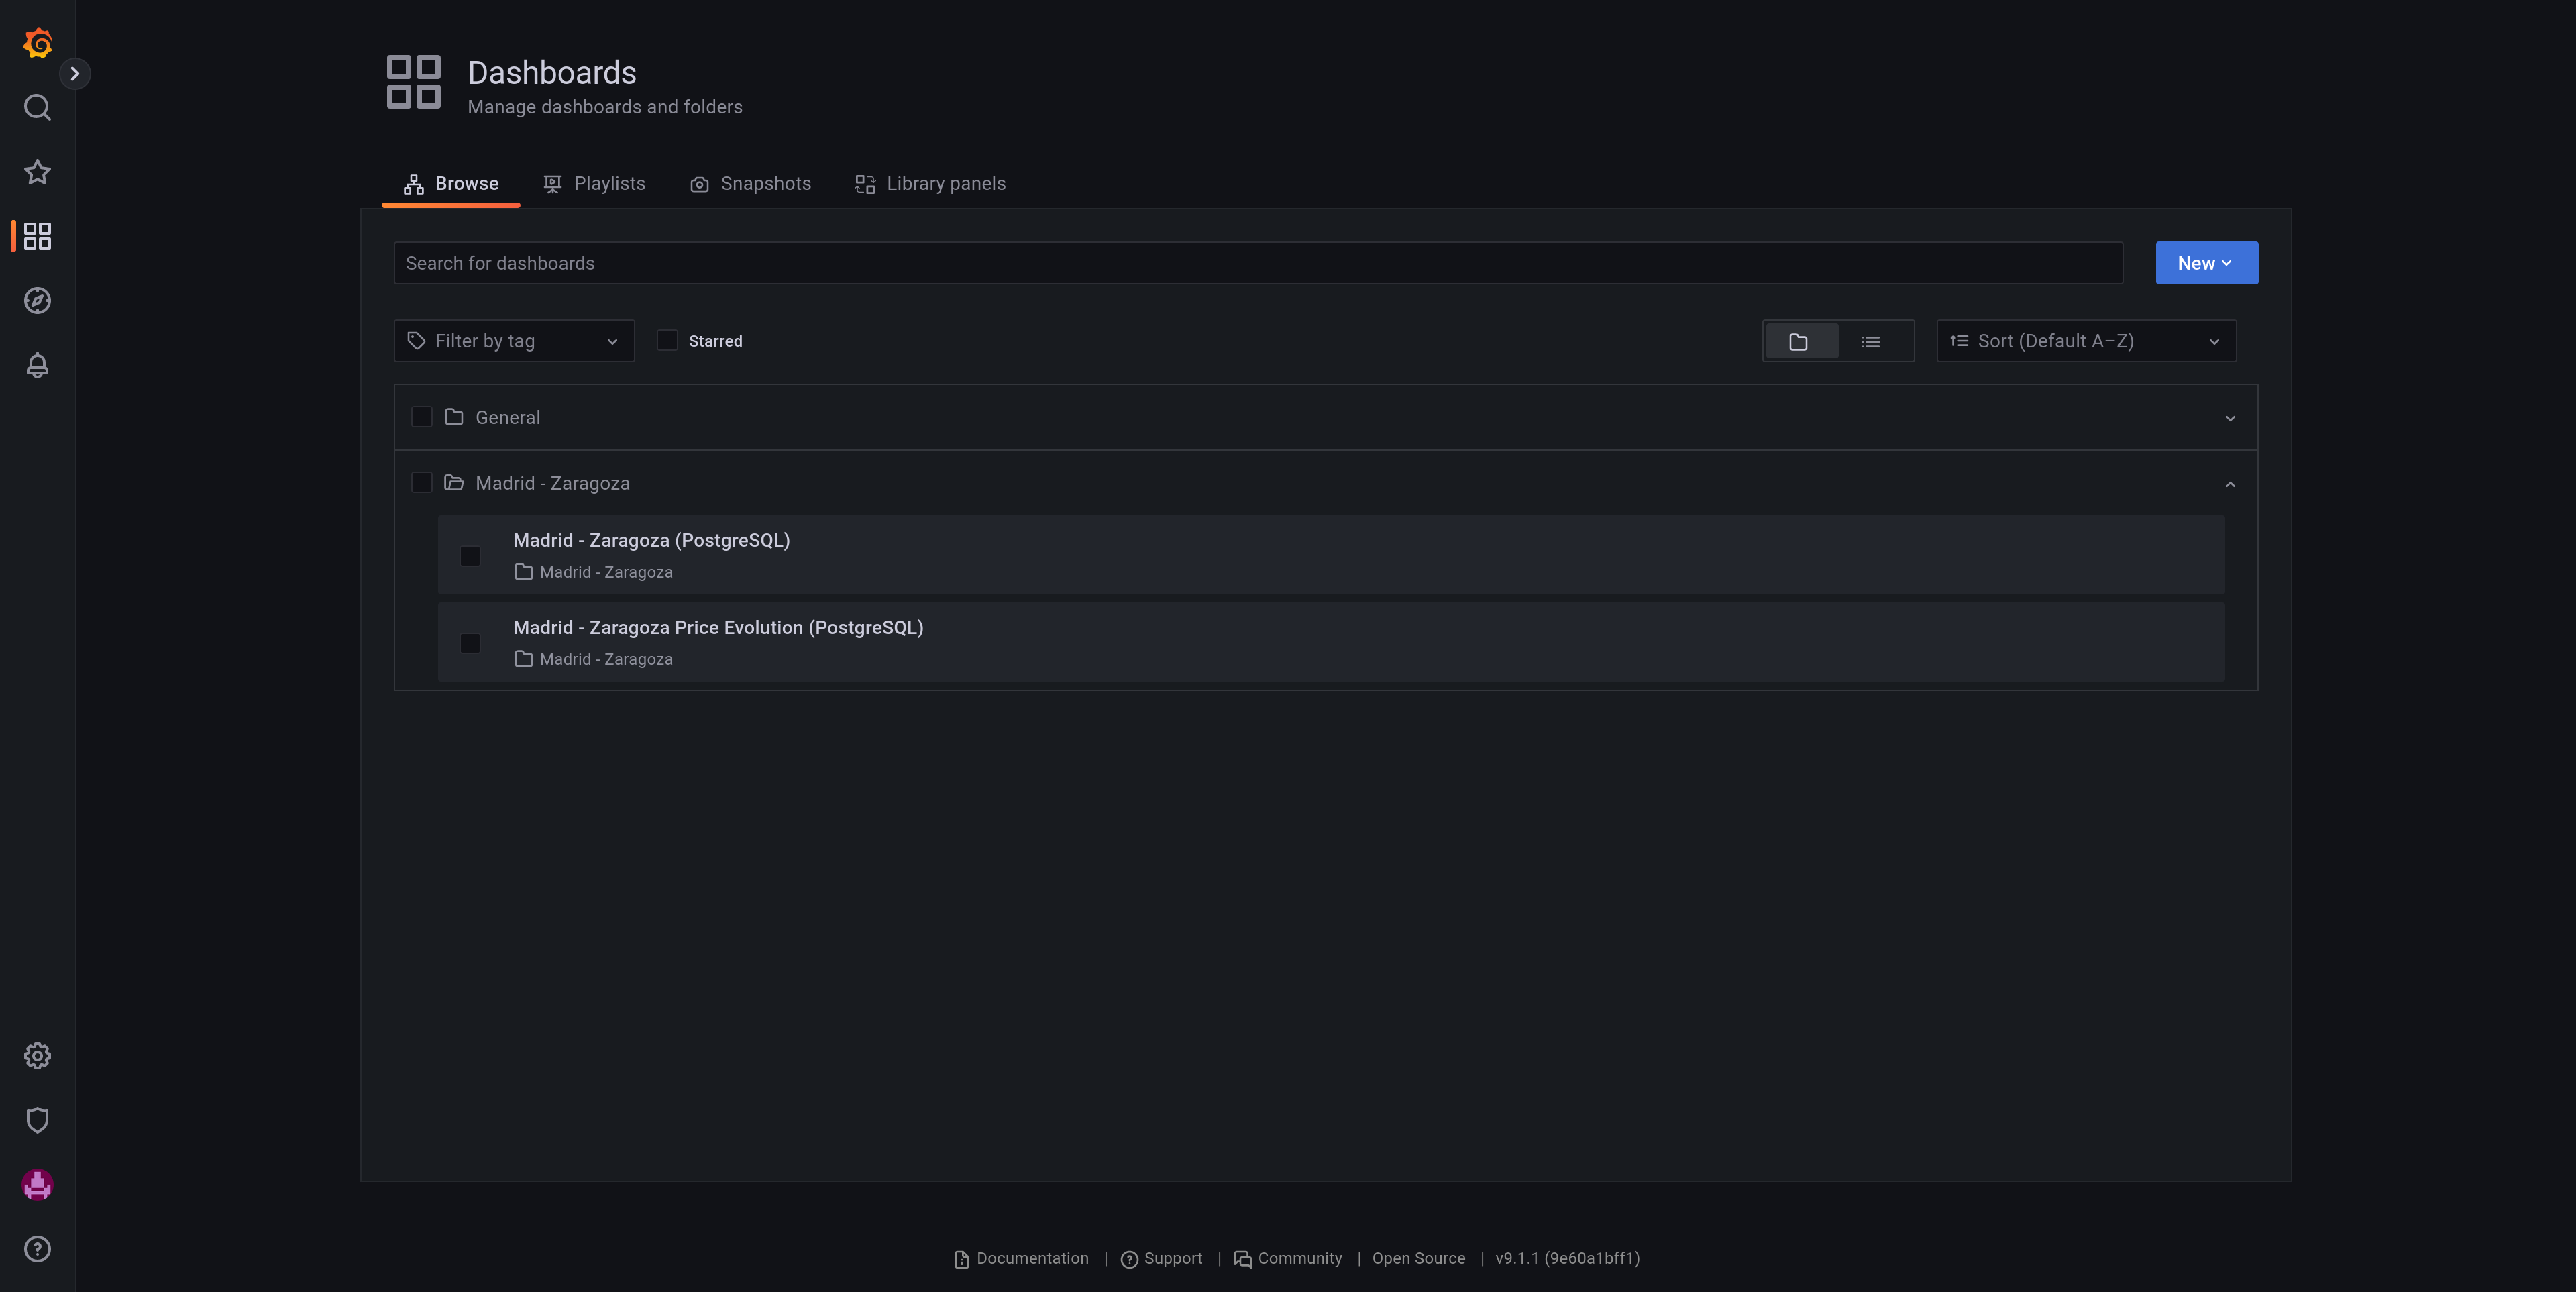 Dashboards
Manage dashboards and folders
Browse Playlists Snapshots Library panels
Search for dashboards New
Filter by tag Starred Sort (Default A–Z)
General
Madrid - Zaragoza
Madrid - Zaragoza (PostgreSQL)
Madrid - Zaragoza
Madrid - Zaragoza Price Evolution (PostgreSQL)
Madrid - Zaragoza
Documentation | Support | Community | Open Source | v9.1.1 (9e60a1bff1)